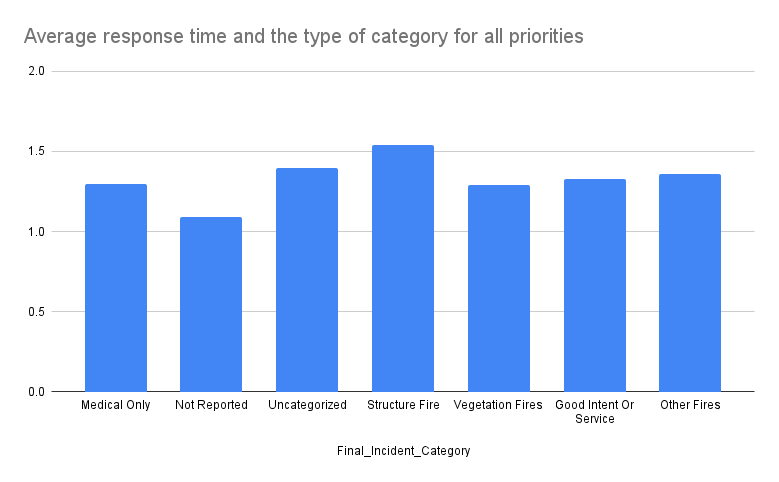 Average response time and the type of category for all priorities
2.0
1.5
1.0
0.5
0.0
Medical Only
Not Reported
Uncategorized
Structure Fire
Vegetation Fires
Good Intent Or
Service
Other Fires
Final_Incident_Category